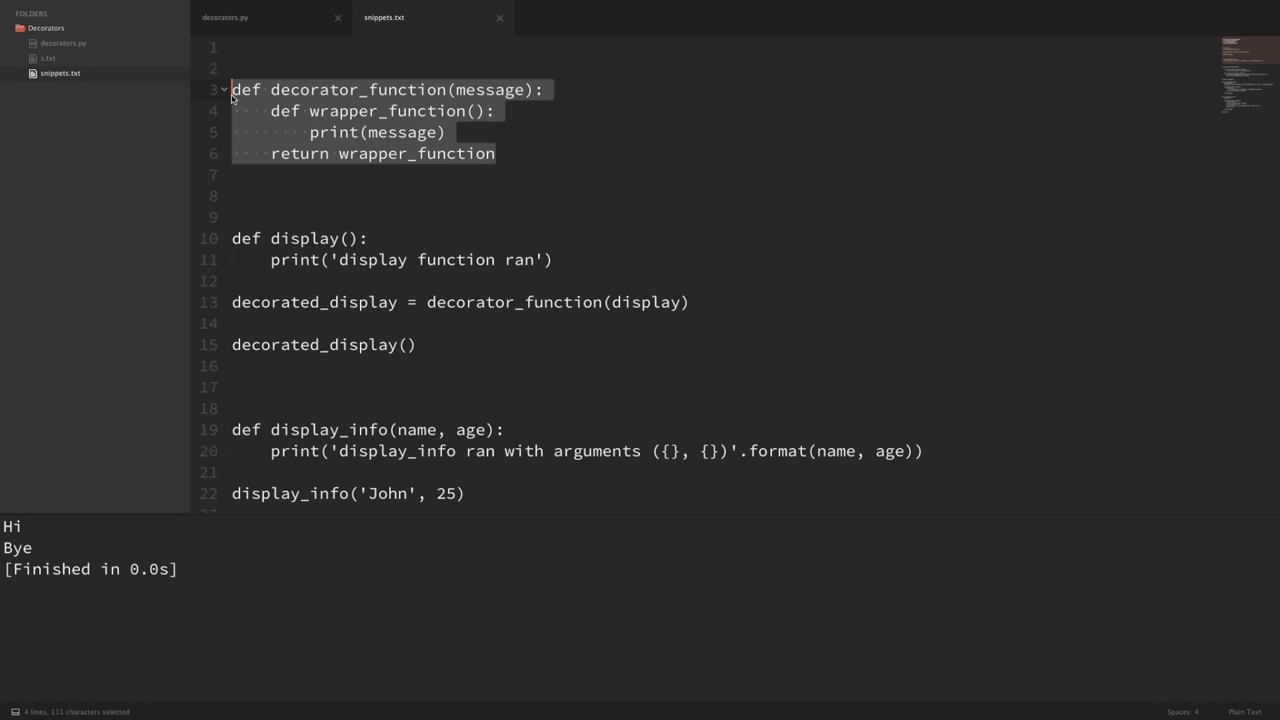 FOLDERS
Decorators
decorators.py
s.txt
snippets.txt
decorators.py ×
snippets.txt ×
1
2
3 def decorator_function(message):
4 def wrapper_function():
5 print(message)
6 return wrapper_function
7
8
9
10 def display():
11 print('display function ran')
12
13 decorated_display = decorator_function(display)
14
15 decorated_display()
16
17
18
19 def display_info(name, age):
20 print('display_info ran with arguments ({}, {})'.format(name, age))
21
22 display_info('John', 25)
Hi
Bye
[Finished in 0.0s]
4 lines, 111 characters selected
Spaces: 4
Plain Text